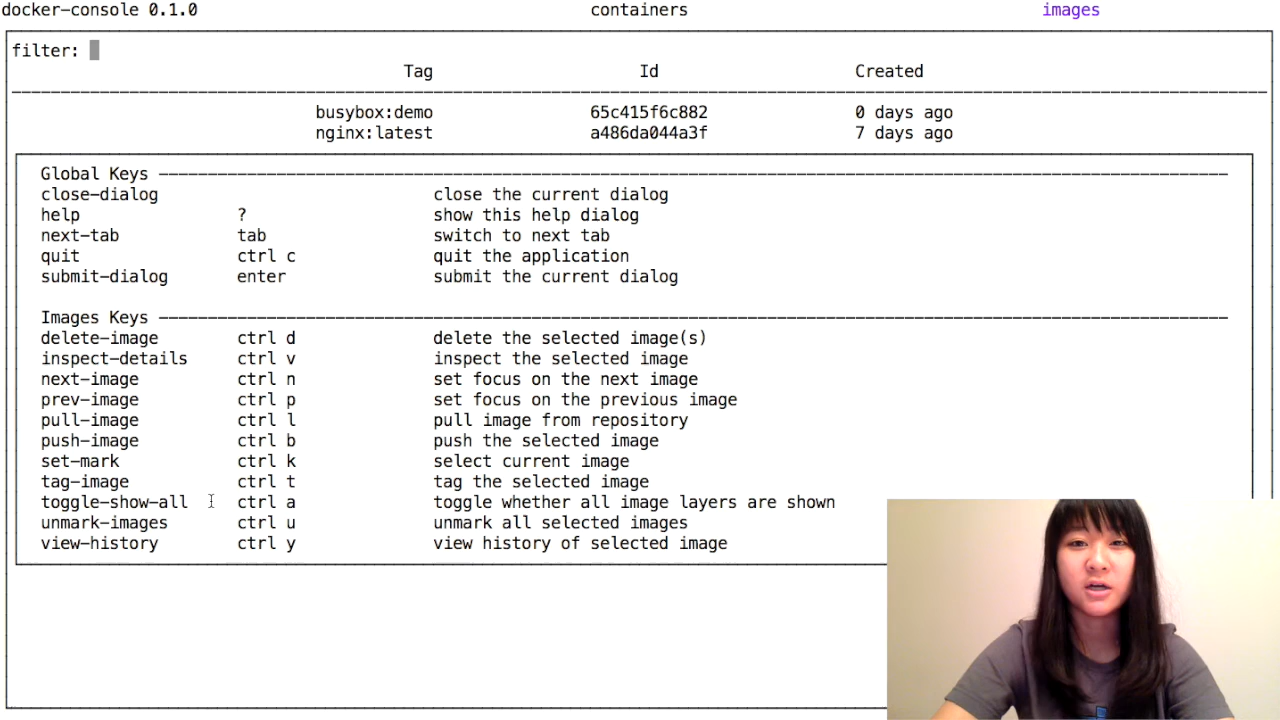 docker-console 0.1.0 containers images
filter:
Tag Id Created
busybox:demo 65c415f6c882 0 days ago
nginx:latest a486da044a3f 7 days ago
Global Keys
close-dialog close the current dialog
help ? show this help dialog
next-tab tab switch to next tab
quit ctrl c quit the application
submit-dialog enter submit the current dialog
Images Keys
delete-image ctrl d delete the selected image(s)
inspect-details ctrl v inspect the selected image
next-image ctrl n set focus on the next image
prev-image ctrl p set focus on the previous image
pull-image ctrl l pull image from repository
push-image ctrl b push the selected image
set-mark ctrl k select current image
tag-image ctrl t tag the selected image
toggle-show-all ctrl a toggle whether all image layers are shown
unmark-images ctrl u unmark all selected images
view-history ctrl y view history of selected image